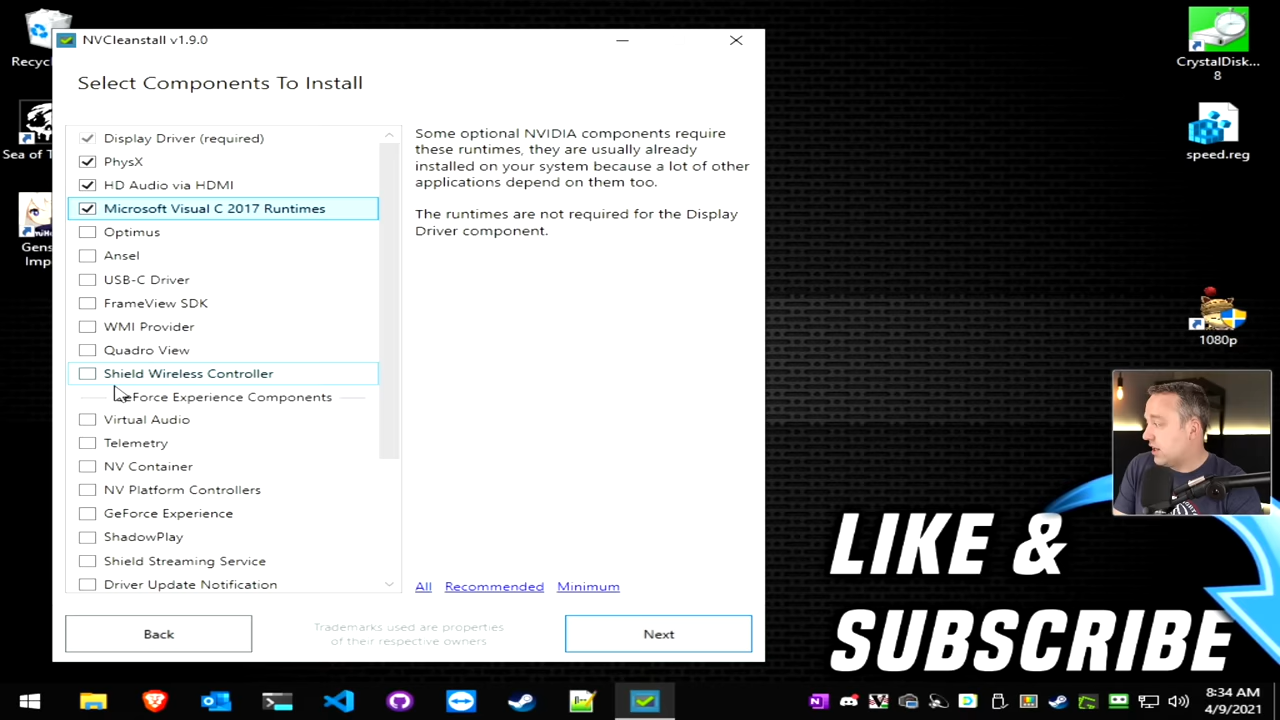 NVCleanstall v1.9.0
Select Components To Install
Display Driver (required)
PhysX
HD Audio via HDMI
Microsoft Visual C 2017 Runtimes
Optimus
Ansel
USB-C Driver
FrameView SDK
WMI Provider
Quadro View
Shield Wireless Controller
eForce Experience Components
Virtual Audio
Telemetry
NV Container
NV Platform Controllers
GeForce Experience
ShadowPlay
Shield Streaming Service
Driver Update Notification
Some optional NVIDIA components require
these runtimes, they are usually already
installed on your system because a lot of other
applications depend on them too.
The runtimes are not required for the Display
Driver component.
All Recommended Minimum
Back
Trademarks used are properties
of their respective owners
Next
Recyc
Sea of T
Gens
Imp
CrystalDisk...
8
speed.reg
1080p
LIKE &
SUBSCRIBE
8:34 AM
4/9/2021